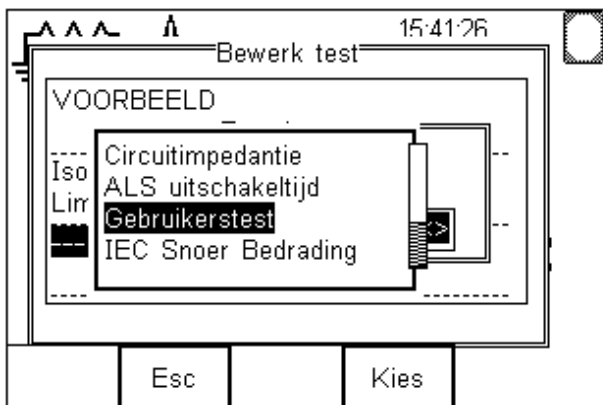 15:41:26
Bewerk test
VOORBEELD
Iso
Lim
Circuitimpedantie
ALS uitschakeltijd
Gebruikerstest
IEC Snoer Bedrading
<>
Esc
Kies